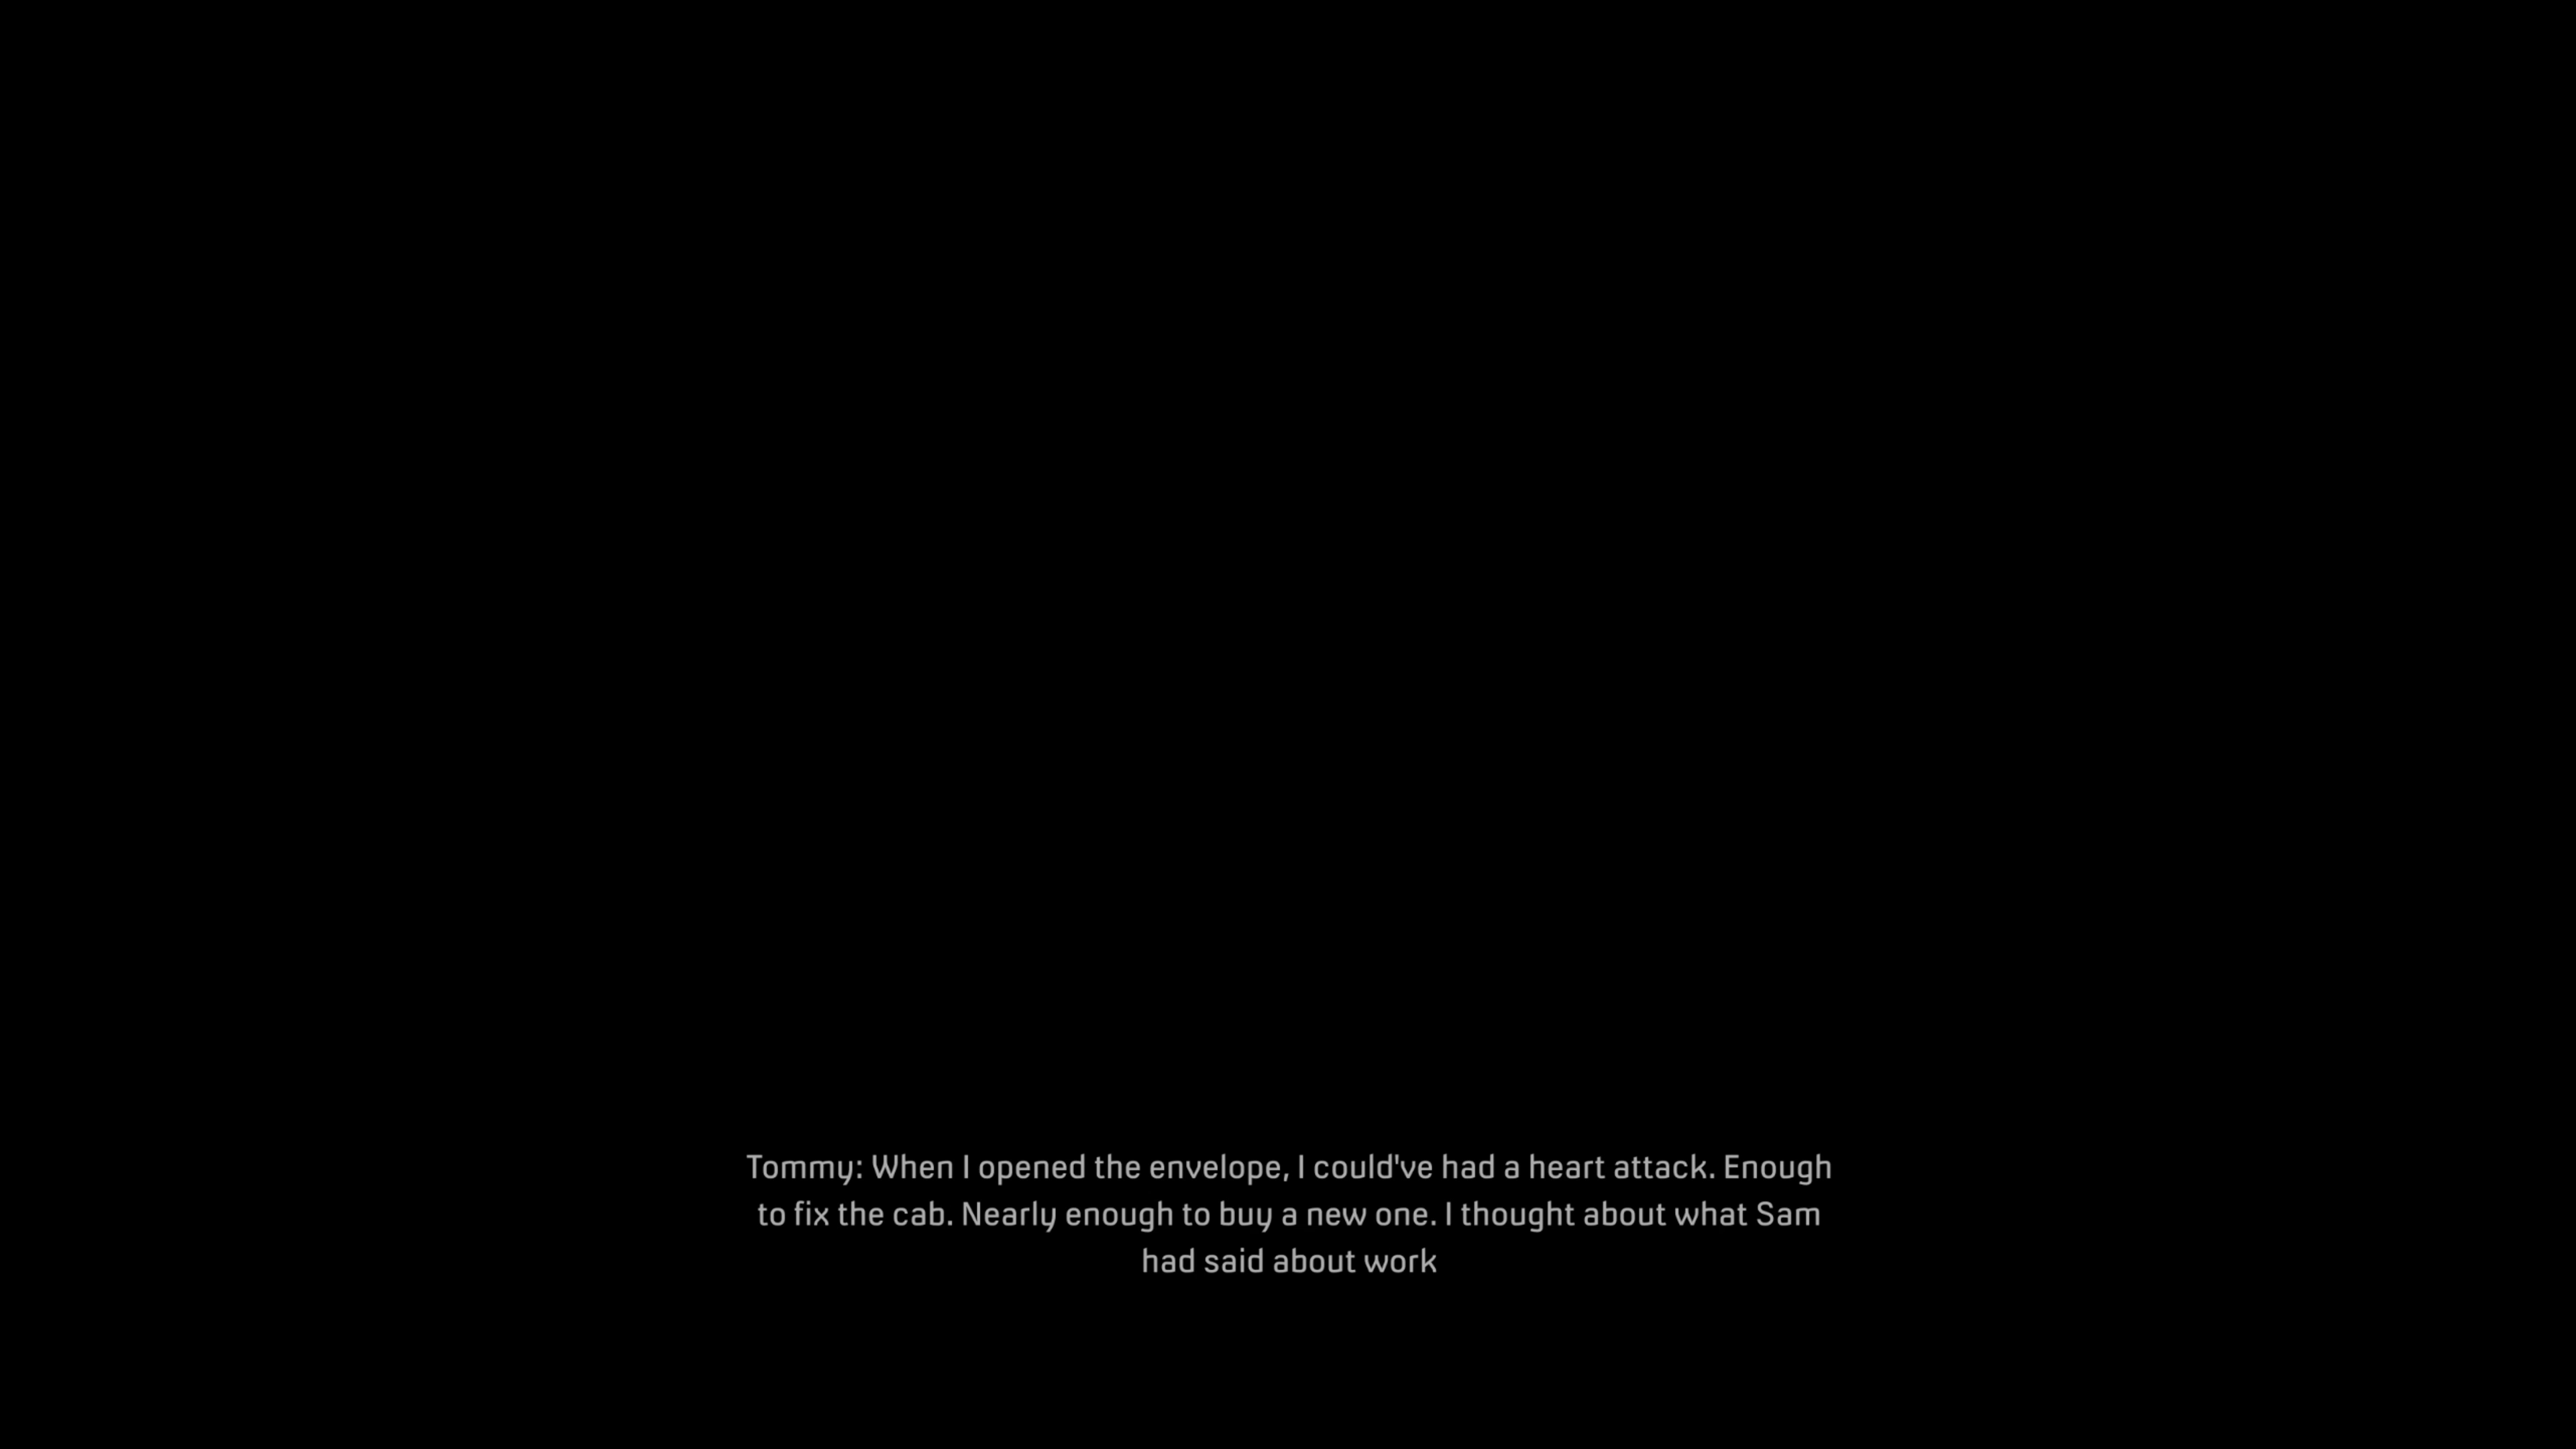 Tommy: When I opened the envelope, I could've had a heart attack. Enough
to fix the cab. Nearly enough to buy a new one. I thought about what Sam
had said about work